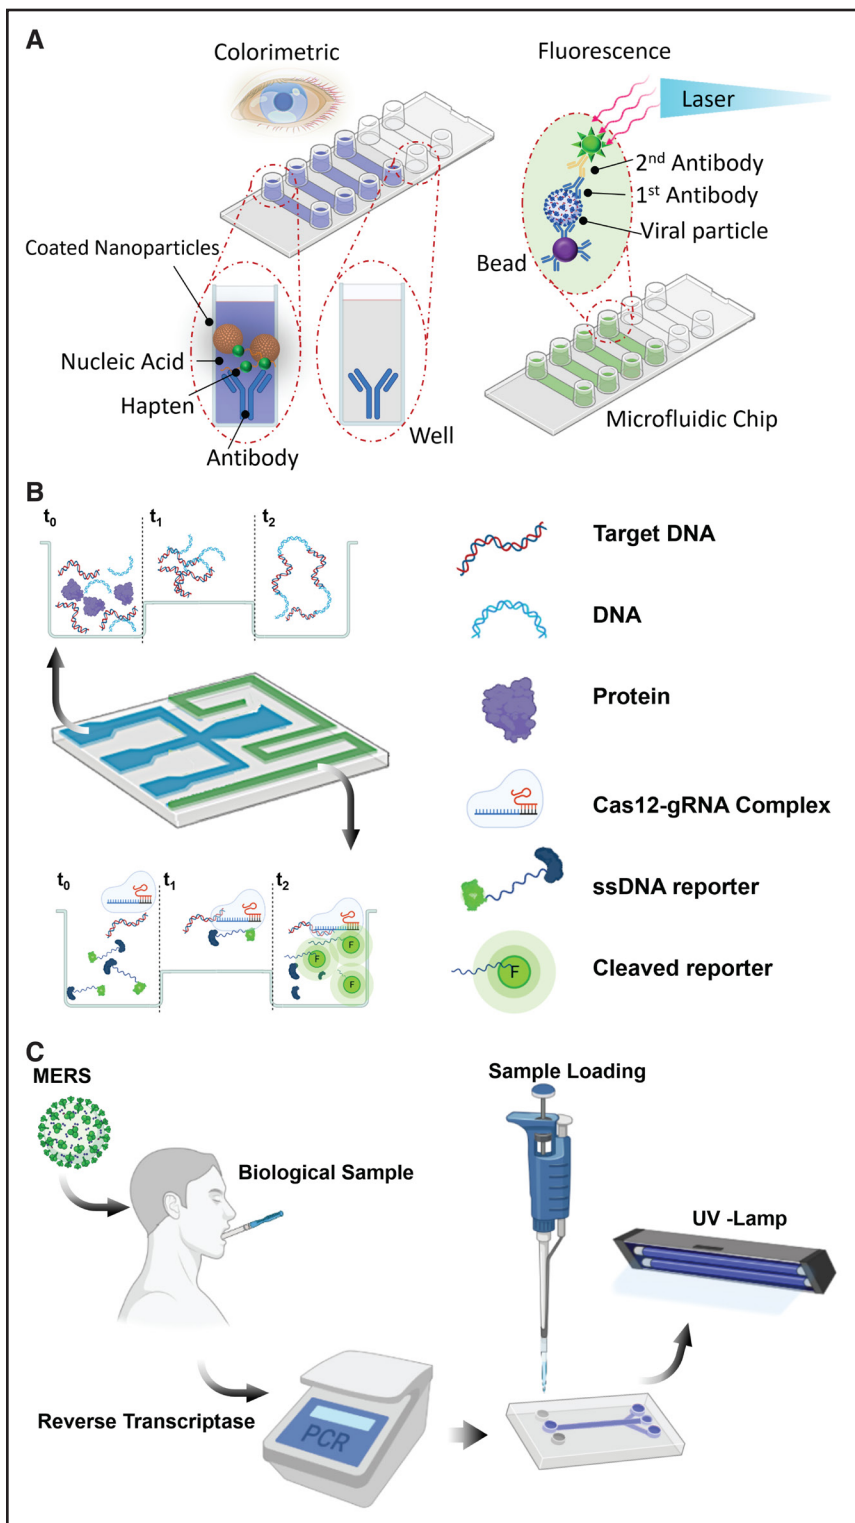 A
Colorimetric
Fluorescence
Laser
2nd Antibody
1st Antibody
Viral particle
Bead
Coated Nanoparticles
Nucleic Acid
Hapten
Antibody
Well
Microfluidic Chip
B
t0
t1
t2
Target DNA
DNA
Protein
Cas12-gRNA Complex
t0
t1
t2
ssDNA reporter
F
F
F
F
Cleaved reporter
C
MERS
Sample Loading
Biological Sample
UV -Lamp
Reverse Transcriptase
PCR